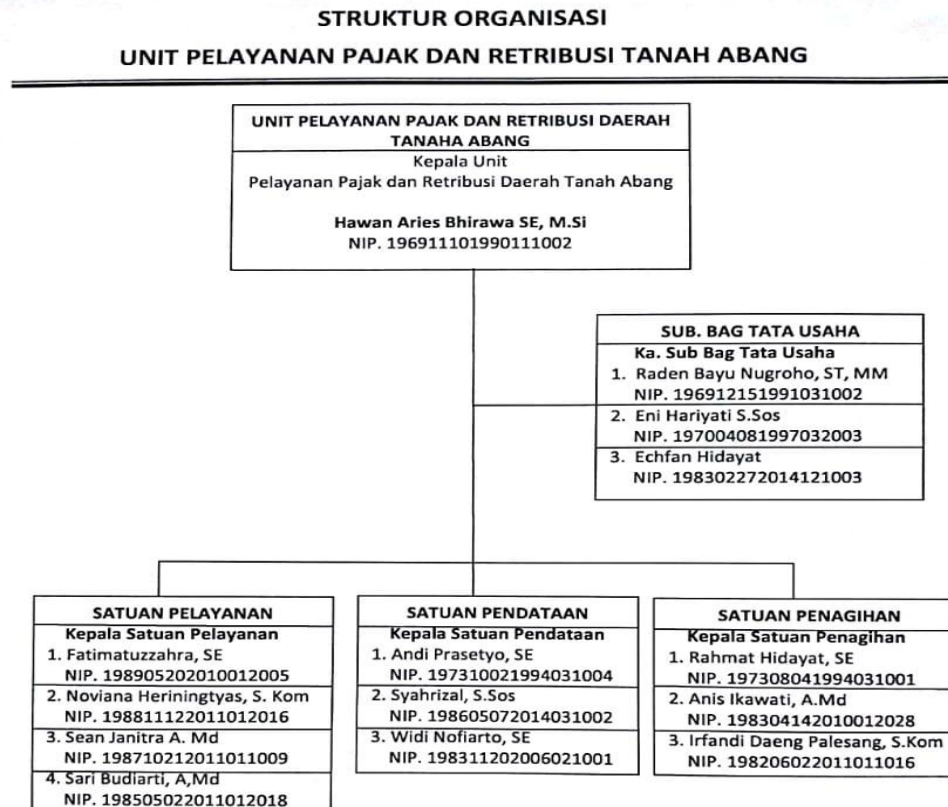 STRUKTUR ORGANISASI
UNIT PELAYANAN PAJAK DAN RETRIBUSI TANAH ABANG
UNIT PELAYANAN PAJAK DAN RETRIBUSI DAERAH
TANAHA ABANG
Kepala Unit
Pelayanan Pajak dan Retribusi Daerah Tanah Abang
Hawan Aries Bhirawa SE, M.Si
NIP. 196911101990111002
SUB. BAG TATA USAHA
Ka. Sub Bag Tata Usaha
1. Raden Bayu Nugroho, ST, MM
NIP. 196912151991031002
2. Eni Hariyati S.Sos
NIP. 197004081997032003
3. Echfan Hidayat
NIP. 198302272014121003
SATUAN PELAYANAN
Kepala Satuan Pelayanan
1. Fatimatuzzahra, SE
NIP. 198905202010012005
2. Noviana Heriningtyas, S. Kom
NIP. 198811122011012016
3. Sean Janitra A. Md
NIP. 198710212011011009
4. Sari Budiarti, A,Md
NIP. 198505022011012018
SATUAN PENDATAAN
Kepala Satuan Pendataan
1. Andi Prasetyo, SE
NIP. 197310021994031004
2. Syahrizal, S.Sos
NIP. 198605072014031002
3. Widi Nofiarto, SE
NIP. 198311202006021001
SATUAN PENAGIHAN
Kepala Satuan Penagihan
1. Rahmat Hidayat, SE
NIP. 197308041994031001
2. Anis Ikawati, A.Md
NIP. 198304142010012028
3. Irfandi Daeng Palesang, S.Kom
NIP. 198206022011011016